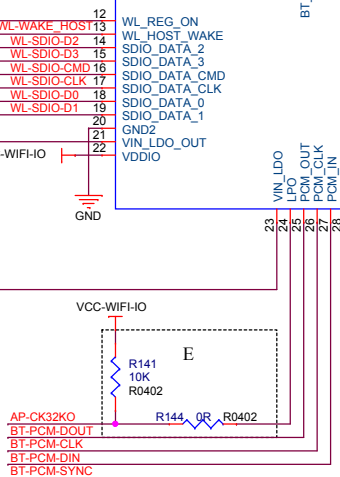 BT_
12 WL_REG_ON
WL-WAKE_HOST 13 WL_HOST_WAKE
WL-SDIO-D2 14 SDIO_DATA_2
WL-SDIO-D3 15 SDIO_DATA_3
WL-SDIO-CMD 16 SDIO_DATA_CMD
WL-SDIO-CLK 17 SDIO_DATA_CLK
WL-SDIO-D0 18 SDIO_DATA_0
WL-SDIO-D1 19 SDIO_DATA_1
20 GND2
21 VIN_LDO_OUT
-WIFI-IO 22 VDDIO
GND
VIN_LDO
LPO
PCM_OUT
PCM_CLK
PCM_IN
23
24
25
26
27
28
VCC-WIFI-IO
E
R141
10K
R0402
AP-CK32KO R144 0R R0402
BT-PCM-DOUT
BT-PCM-CLK
BT-PCM-DIN
BT-PCM-SYNC